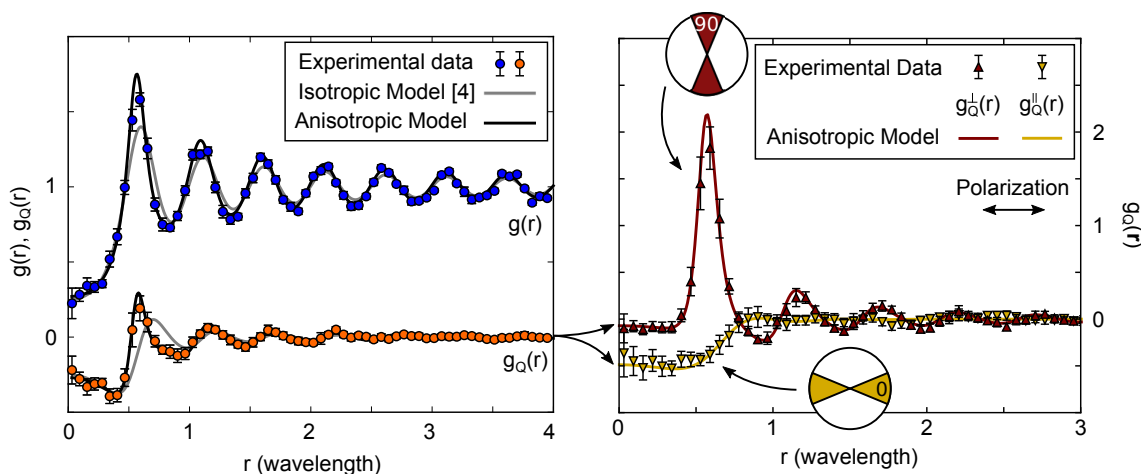 Experimental data
Isotropic Model [4]
Anisotropic Model
g(r), g_Q(r)
1
0
g(r)
g_Q(r)
0 1 2 3 4
r (wavelength)
90
Experimental Data
g_Q^⊥(r) g_Q^||(r)
Anisotropic Model
Polarization
0
2
1
0
g_Q(r)
0 1 2 3
r (wavelength)